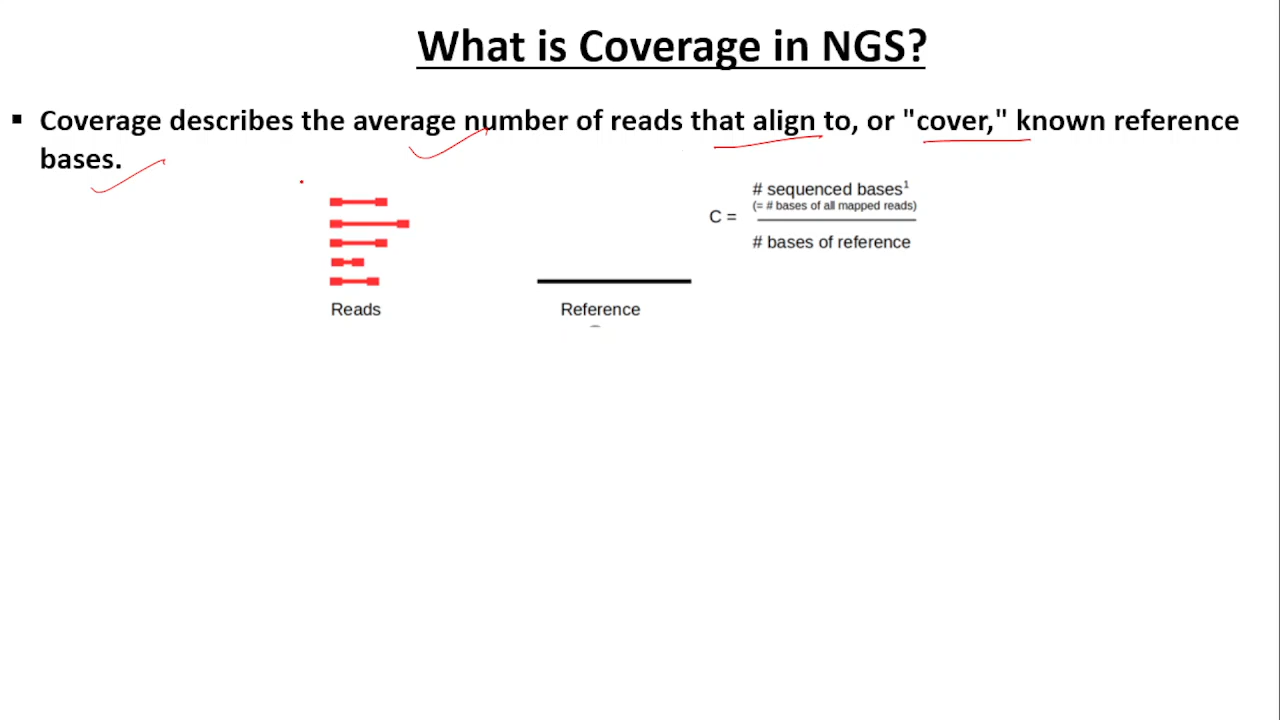 What is Coverage in NGS?
▪ Coverage describes the average number of reads that align to, or "cover," known reference
bases.
# sequenced bases¹
(= # bases of all mapped reads)
C =
# bases of reference
Reads
Reference